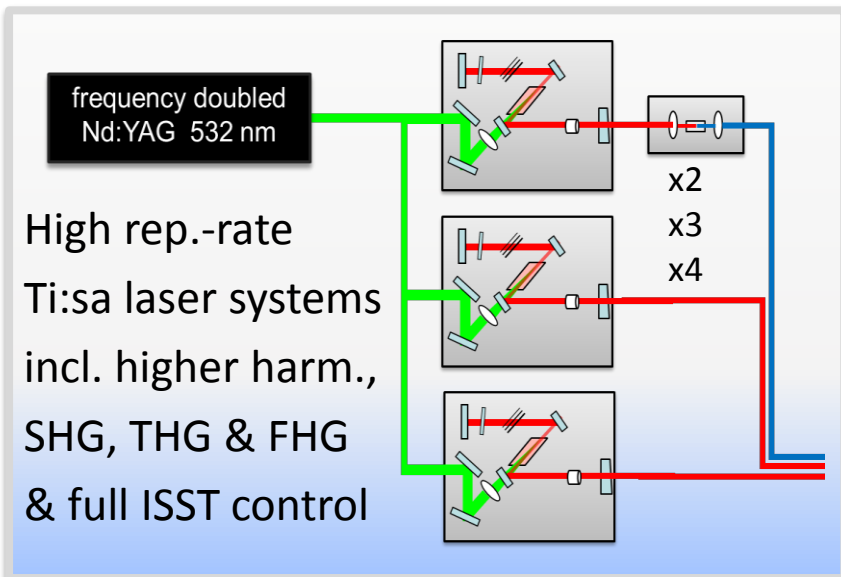 frequency doubled
Nd:YAG 532 nm
High rep.-rate
Ti:sa laser systems
incl. higher harm.,
SHG, THG & FHG
& full ISST control
x2
x3
x4